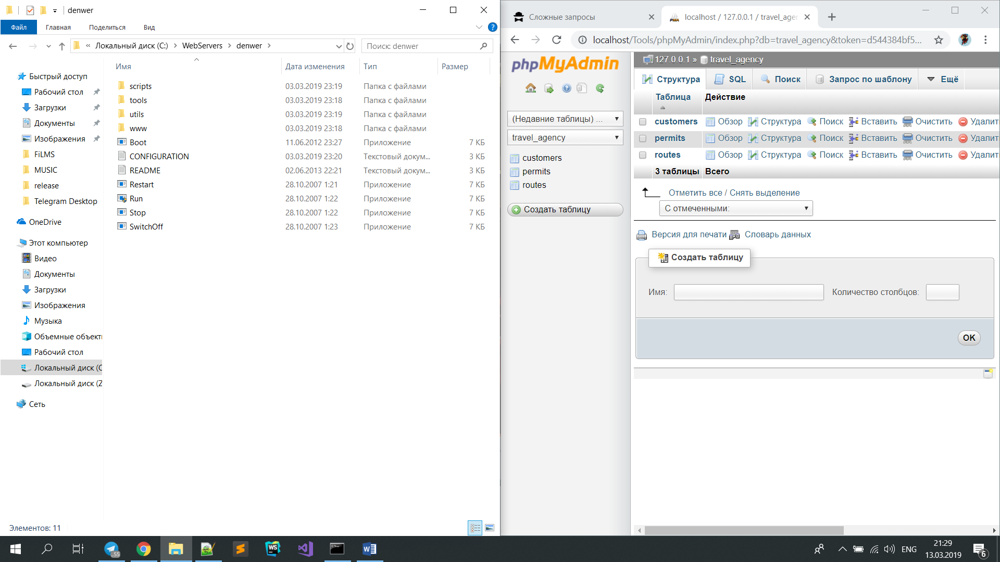 denwer
Файл Главная Поделиться Вид
« Локальный диск (C:) WebServers denwer
Поиск: denwer
Имя Дата изменения Тип Размер
Быстрый доступ
Рабочий стол
Загрузки
Документы
Изображения
FiLMS
MUSIC
release
Telegram Desktop
OneDrive
Этот компьютер
Видео
Документы
Загрузки
Изображения
Музыка
Объемные объект
Рабочий стол
Локальный диск (C
Локальный диск (Z
Сеть
scripts 03.03.2019 23:19 Папка с файлами
tools 03.03.2019 23:18 Папка с файлами
utils 03.03.2019 23:19 Папка с файлами
www 03.03.2019 23:18 Папка с файлами
Boot 11.06.2012 23:27 Приложение 7 КБ
CONFIGURATION 03.03.2019 23:20 Текстовый докум... 3 КБ
README 02.06.2013 22:21 Текстовый докум... 3 КБ
Restart 28.10.2007 1:21 Приложение 7 КБ
Run 28.10.2007 1:22 Приложение 7 КБ
Stop 28.10.2007 1:22 Приложение 7 КБ
SwitchOff 28.10.2007 1:23 Приложение 7 КБ
Элементов: 11
Сложные запросы
localhost / 127.0.0.1 / travel_agen
localhost/Tools/phpMyAdmin/index.php?db=travel_agency&token=d544384bf5...
phpMyAdmin
(Недавние таблицы) ...
travel_agency
customers
permits
routes
Создать таблицу
127.0.0.1 » travel_agency
Структура SQL Поиск Запрос по шаблону Ещё
Таблица Действие
customers Обзор Структура Поиск Вставить Очистить Удалит
permits Обзор Структура Поиск Вставить Очистить Удалит
routes Обзор Структура Поиск Вставить Очистить Удалит
3 таблицы Всего
Отметить все / Снять выделение
С отмеченными:
Версия для печати Словарь данных
Создать таблицу
Имя: Количество столбцов:
OK
.55
WS
ENG
21:29
13.03.2019
6